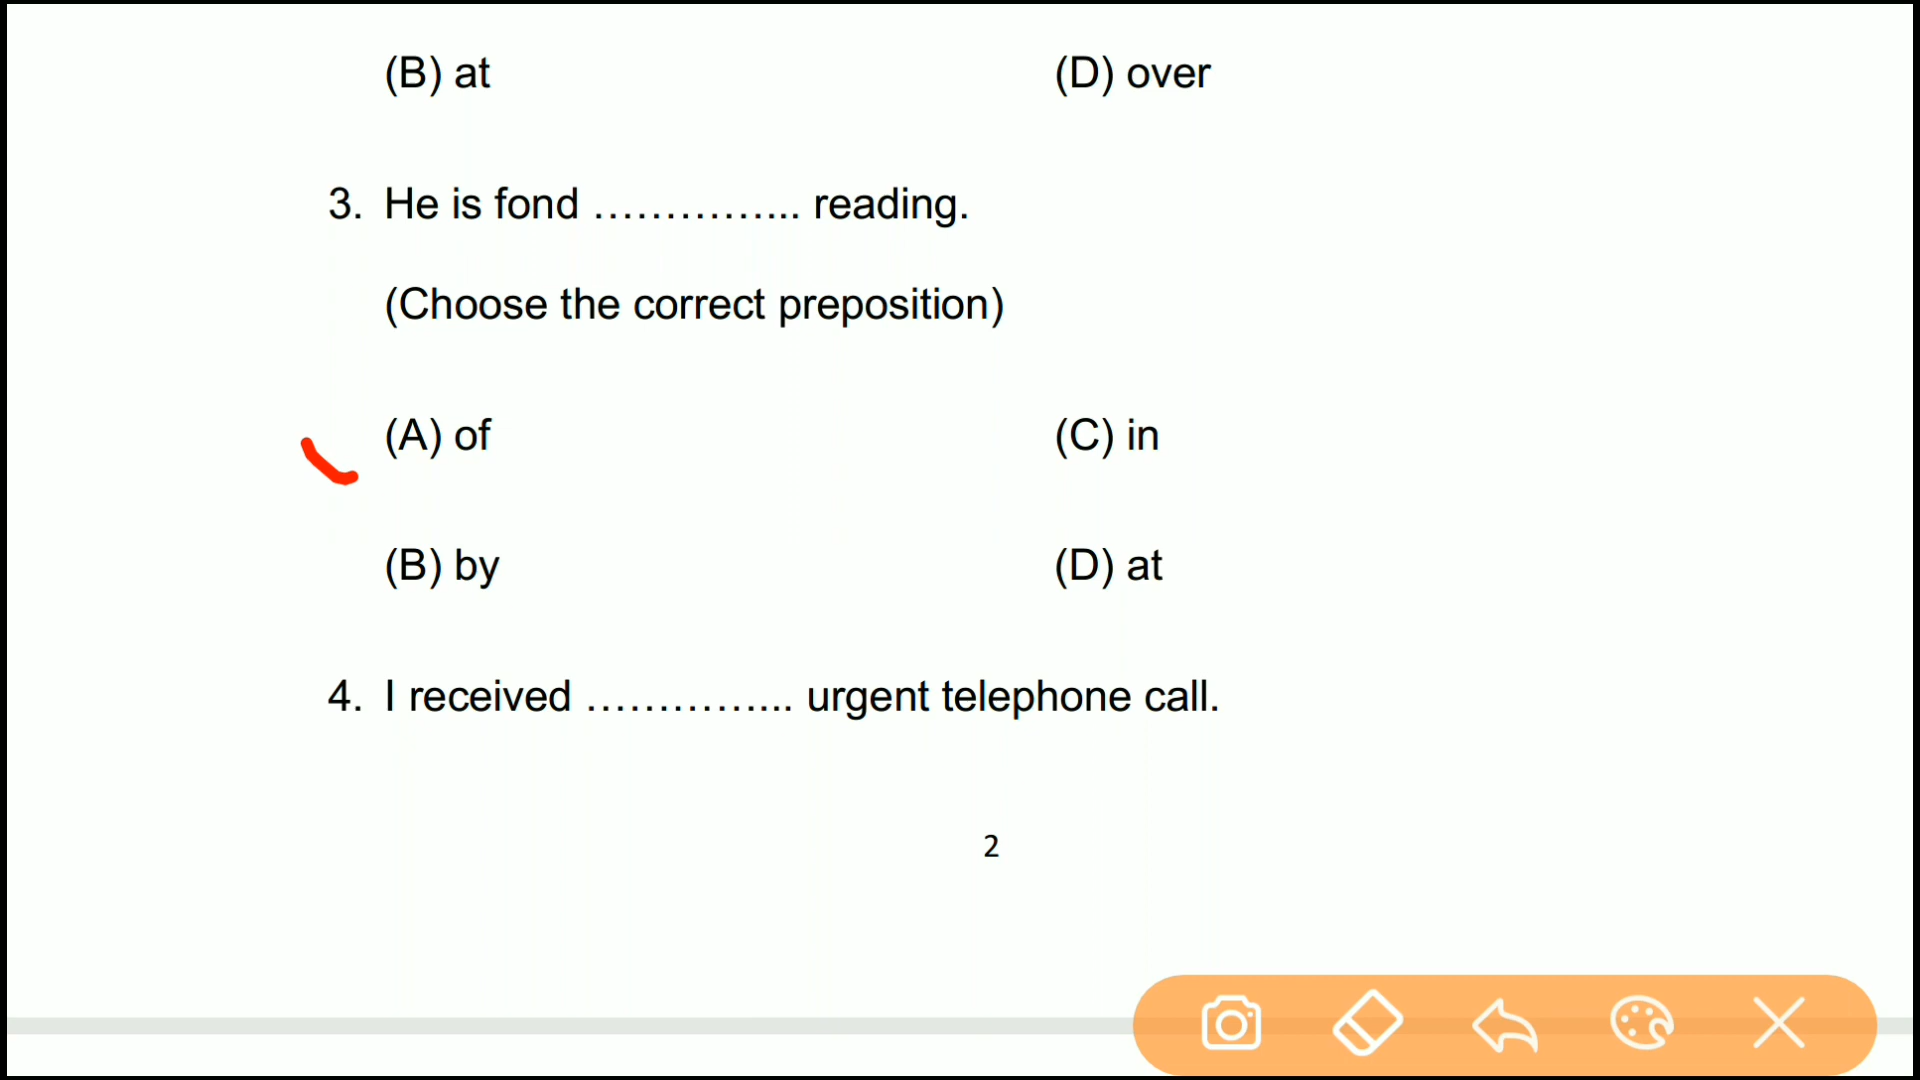 (B) at (D) over
3. He is fond …………... reading.
(Choose the correct preposition)
(A) of (C) in
(B) by (D) at
4. I received …………... urgent telephone call.
2